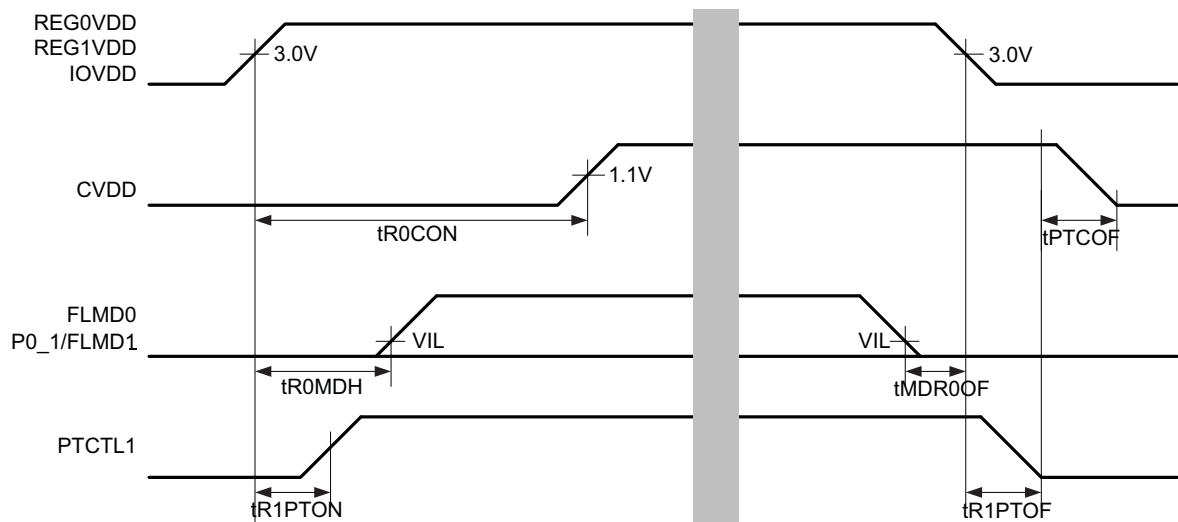 REG0VDD
REG1VDD
IOVDD
3.0V
3.0V
CVDD
1.1V
tR0CON
tPTCOF
FLMD0
P0_1/FLMD1
VIL
VIL
tR0MDH
tMDR0OF
PTCTL1
tR1PTON
tR1PTOF